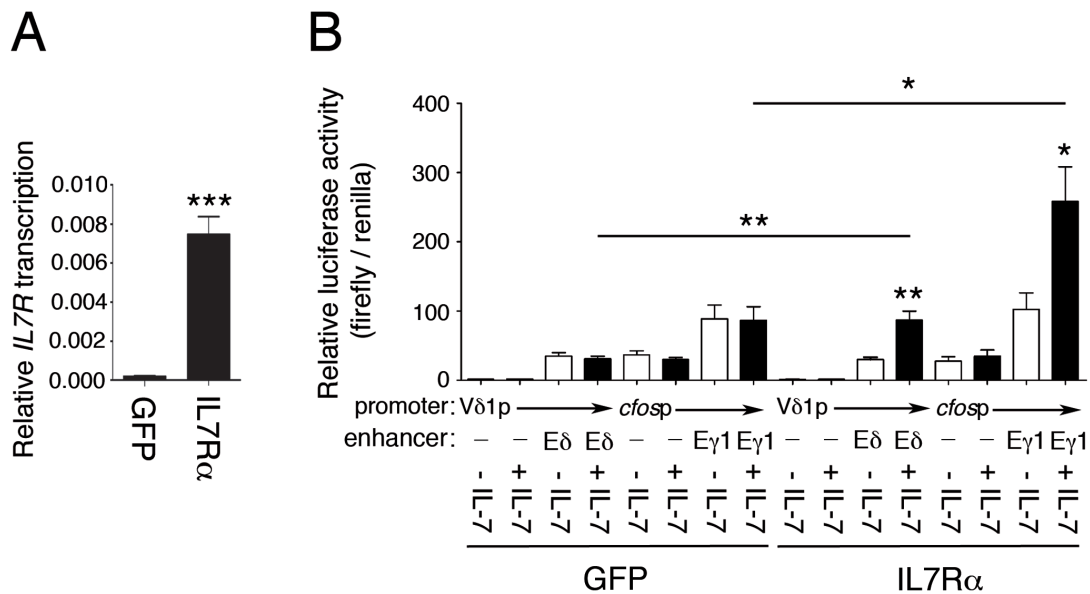 A
Relative IL7R transcription
0.010
0.008
0.006
0.004
0.002
0.000
***
GFP
IL7Rα
B
Relative luciferase activity
(firefly / renilla)
400
300
200
100
0
*
*
**
**
promoter: Vδ1p cfosp Vδ1p cfosp
enhancer: – – Eδ Eδ – – Eγ1 Eγ1 – – Eδ Eδ – – Eγ1 Eγ1
- IL-7 + IL-7 - IL-7 + IL-7 - IL-7 + IL-7 - IL-7 + IL-7 - IL-7 + IL-7 - IL-7 + IL-7 - IL-7 + IL-7 - IL-7 + IL-7
GFP IL7Rα